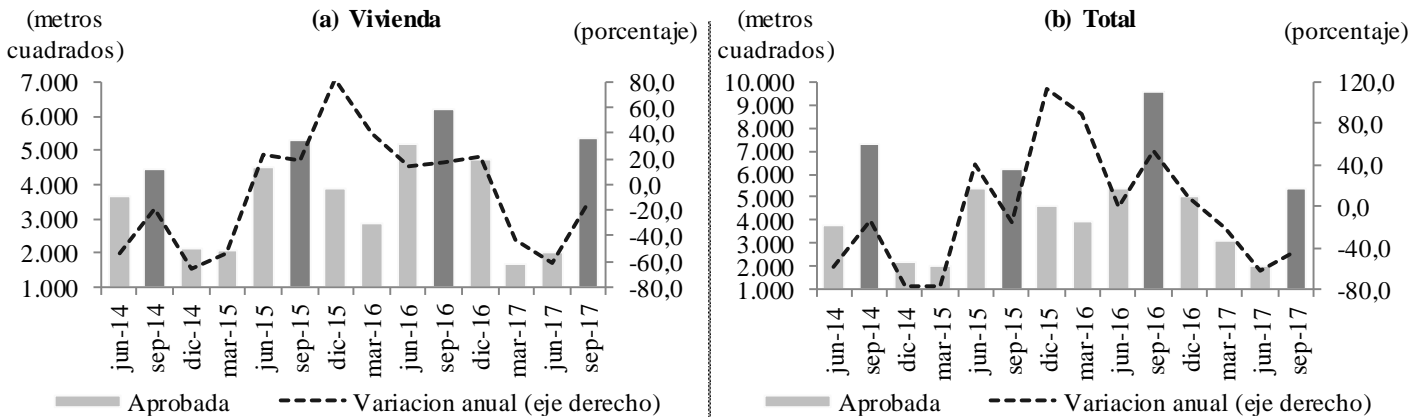 (metros
cuadrados)
(a) Vivienda
(porcentaje)
7.000
6.000
5.000
4.000
3.000
2.000
1.000
80,0
60,0
40,0
20,0
0,0
-20,0
-40,0
-60,0
-80,0
jun-14
sep-14
dic-14
mar-15
jun-15
sep-15
dic-15
mar-16
jun-16
sep-16
dic-16
mar-17
jun-17
sep-17
Aprobada
Variacion anual (eje derecho)
(metros
cuadrados)
(b) Total
(porcentaje)
10.000
9.000
8.000
7.000
6.000
5.000
4.000
3.000
2.000
1.000
120,0
80,0
40,0
0,0
-40,0
-80,0
jun-14
sep-14
dic-14
mar-15
jun-15
sep-15
dic-15
mar-16
jun-16
sep-16
dic-16
mar-17
jun-17
sep-17
Aprobada
Variacion anual (eje derecho)